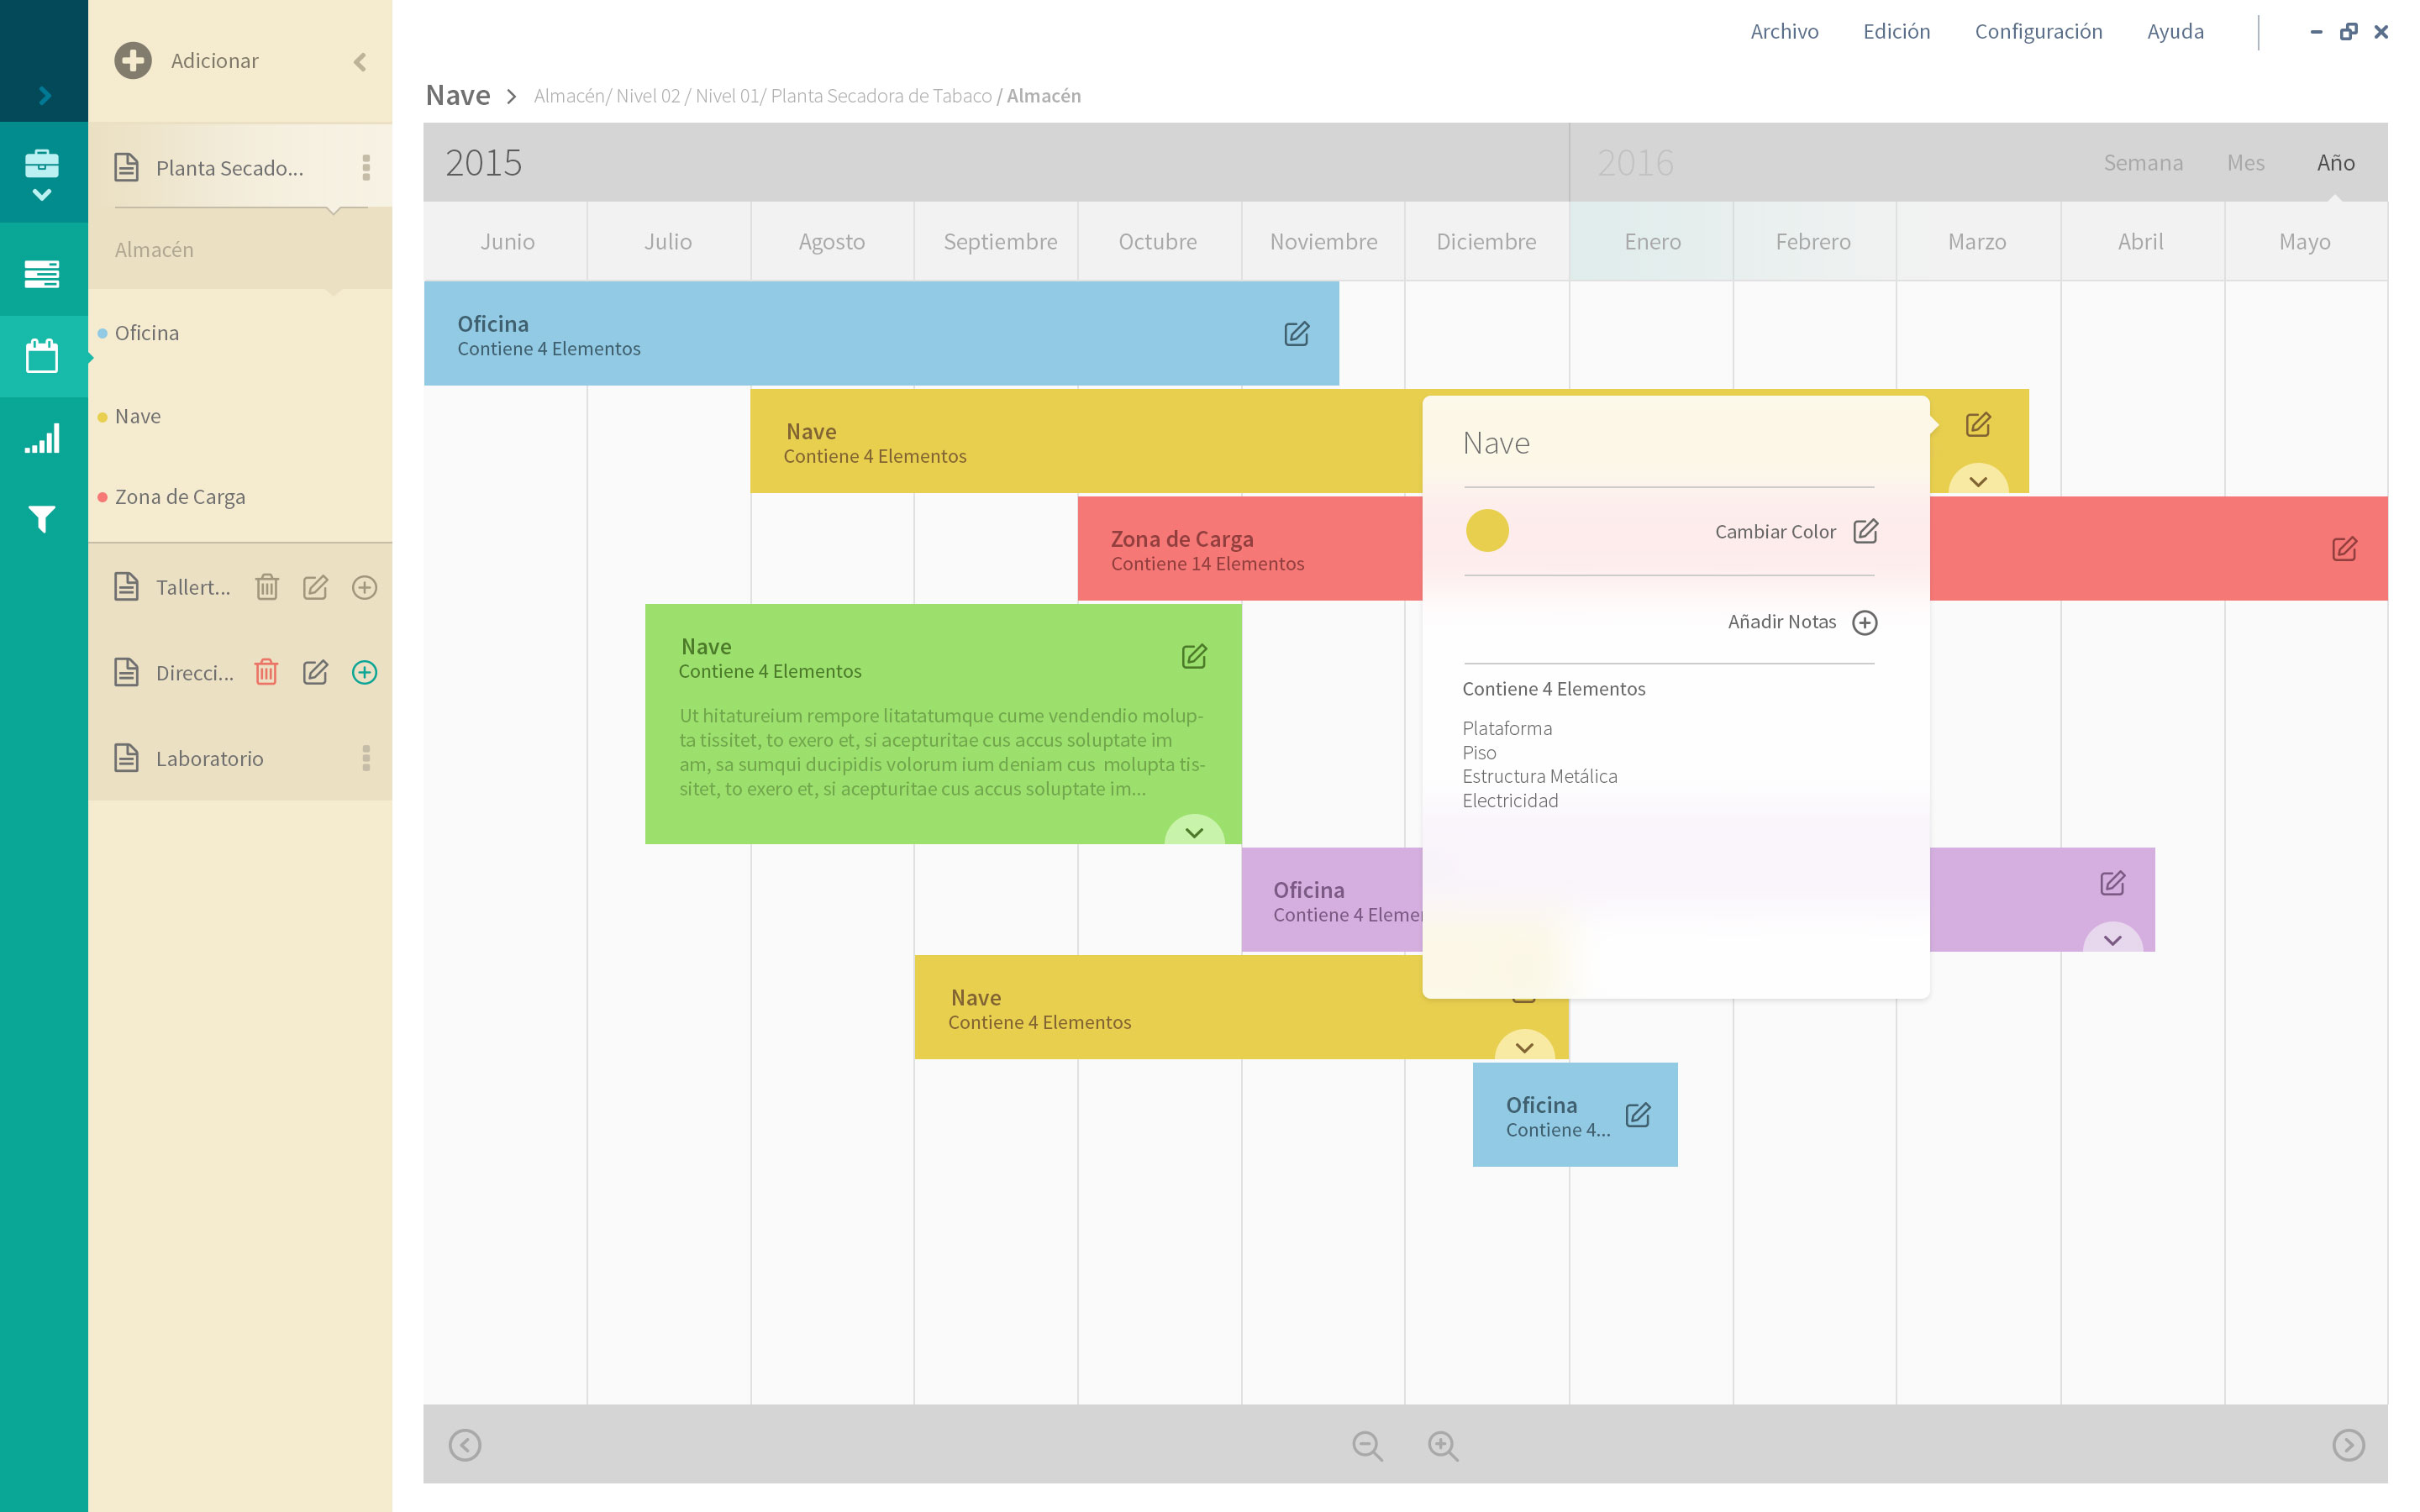 Archivo
Edición
Configuración
Ayuda
Adicionar
Planta Secado...
Almacén
Oficina
Nave
Zona de Carga
Tallert...
Direcci...
Laboratorio
Nave
Almacén/ Nivel 02 / Nivel 01/ Planta Secadora de Tabaco / Almacén
2015
2016
Semana
Mes
Año
Junio
Julio
Agosto
Septiembre
Octubre
Noviembre
Diciembre
Enero
Febrero
Marzo
Abril
Mayo
Oficina
Contiene 4 Elementos
Nave
Contiene 4 Elementos
Zona de Carga
Contiene 14 Elementos
Nave
Contiene 4 Elementos
Ut hitatureium rempore litatatumque cume vendendio molup-
ta tissitet, to exero et, si acepturitae cus accus soluptate im
am, sa sumqui ducipidis volorum ium deniam cus molupta tis-
sitet, to exero et, si acepturitae cus accus soluptate im...
Oficina
Contiene 4
Nave
Contiene 4 Elementos
Oficina
Contiene 4...
Nave
Cambiar Color
Añadir Notas
Contiene 4 Elementos
Plataforma
Piso
Estructura Metálica
Electricidad